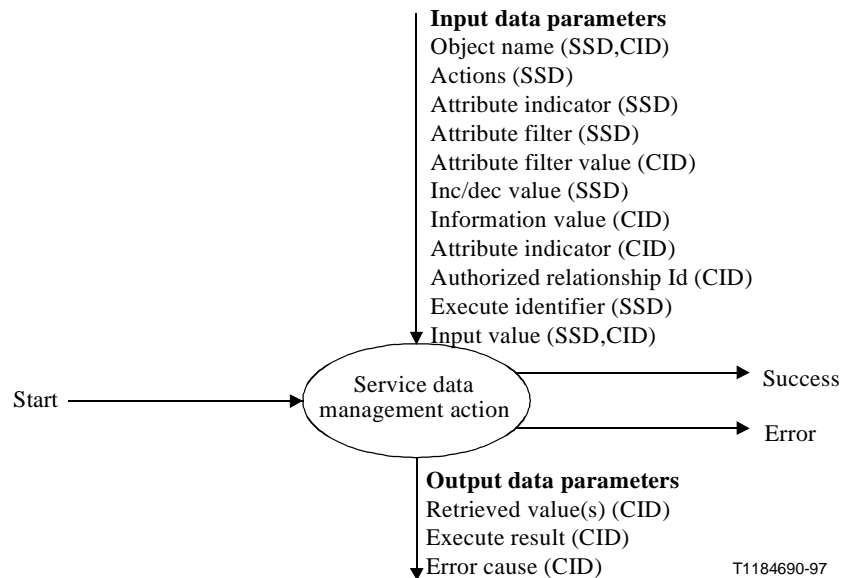 Input data parameters
Object name (SSD,CID)
Actions (SSD)
Attribute indicator (SSD)
Attribute filter (SSD)
Attribute filter value (CID)
Inc/dec value (SSD)
Information value (CID)
Attribute indicator (CID)
Authorized relationship Id (CID)
Execute identifier (SSD)
Input value (SSD,CID)
Start
Service data
management action
Success
Error
Output data parameters
Retrieved value(s) (CID)
Execute result (CID)
Error cause (CID)
T1184690-97